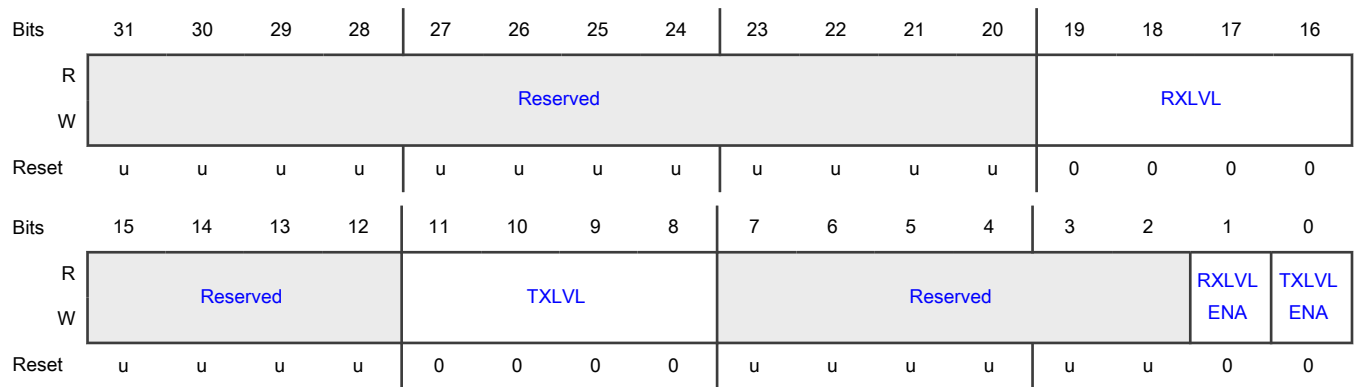 Bits 31 30 29 28 27 26 25 24 23 22 21 20 19 18 17 16
R
Reserved RXLVL
W
Reset u u u u u u u u u u u u 0 0 0 0
Bits 15 14 13 12 11 10 9 8 7 6 5 4 3 2 1 0
R
Reserved TXLVL Reserved RXLVL ENA TXLVL ENA
W
Reset u u u u 0 0 0 0 u u u u u u 0 0